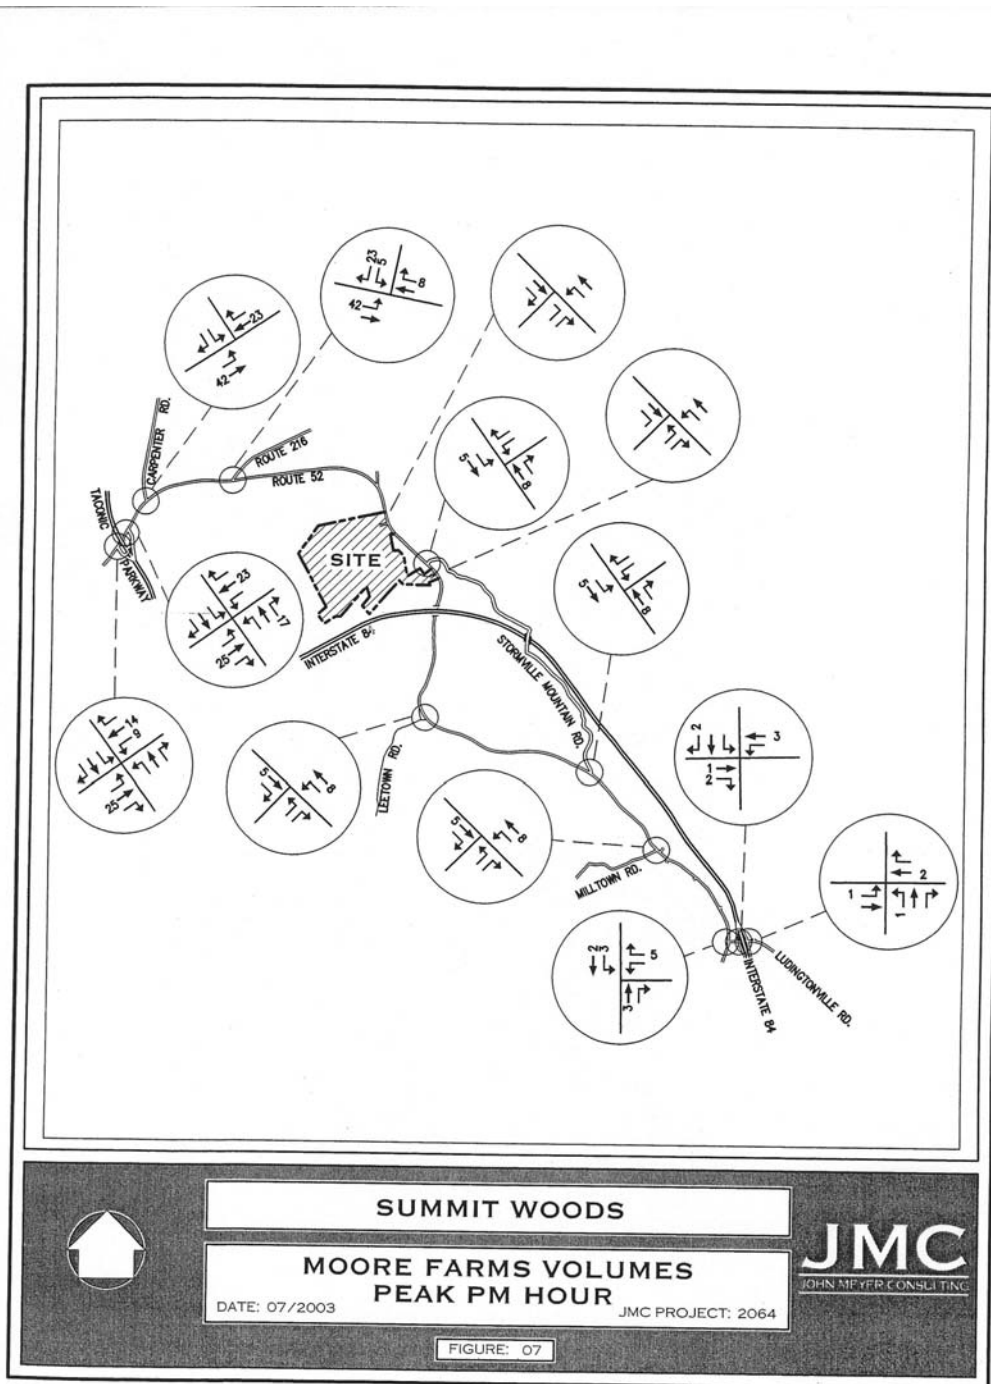 23
5
8
42
23
42
CARPENTER RD.
ROUTE 216
ROUTE 52
TACONIC
PARKWAY
5
8
SITE
5
8
23
17
25
INTERSTATE 84
STORMVILLE MOUNTAIN RD.
14
9
25
LEETOWN RD.
5
8
2
3
1
2
5
8
MILLTOWN RD.
2
1
1
2
3
5
3
INTERSTATE 84
LUDINGTONVILLE RD.
SUMMIT WOODS
MOORE FARMS VOLUMES
PEAK PM HOUR
DATE: 07/2003
JMC PROJECT: 2064
JMC
JOHN MEYER CONSULTING
FIGURE: 07